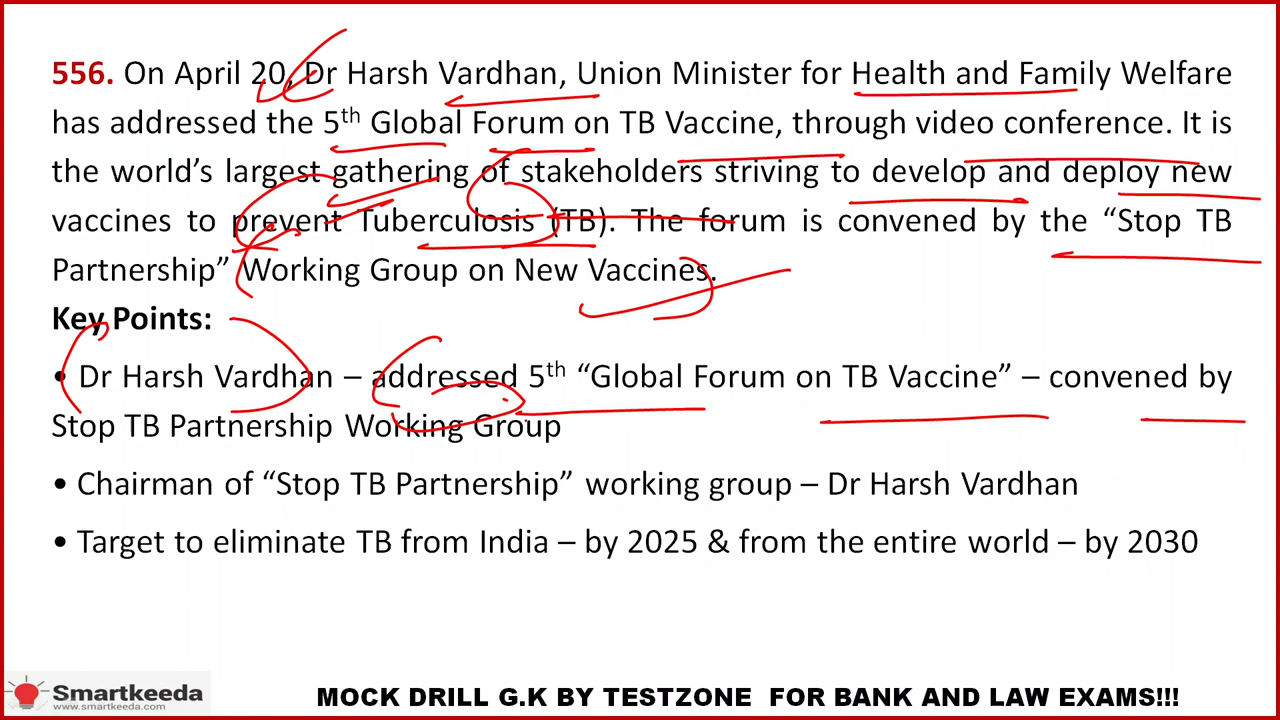 556. On April 20, Dr Harsh Vardhan, Union Minister for Health and Family Welfare
has addressed the 5th Global Forum on TB Vaccine, through video conference. It is
the world’s largest gathering of stakeholders striving to develop and deploy new
vaccines to prevent Tuberculosis (TB). The forum is convened by the “Stop TB
Partnership” Working Group on New Vaccines.
Key Points:
• Dr Harsh Vardhan – addressed 5th “Global Forum on TB Vaccine” – convened by
Stop TB Partnership Working Group
• Chairman of “Stop TB Partnership” working group – Dr Harsh Vardhan
• Target to eliminate TB from India – by 2025 & from the entire world – by 2030
Smartkeeda
www.smartkeeda.com
MOCK DRILL G.K BY TESTZONE FOR BANK AND LAW EXAMS!!!